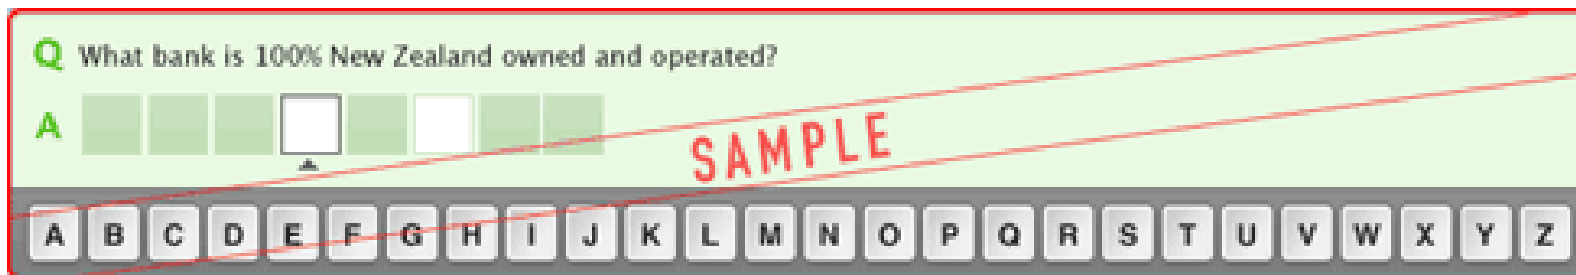 Q What bank is 100% New Zealand owned and operated?
A
SAMPLE
A B C D E F G H I J K L M N O P Q R S T U V W X Y Z